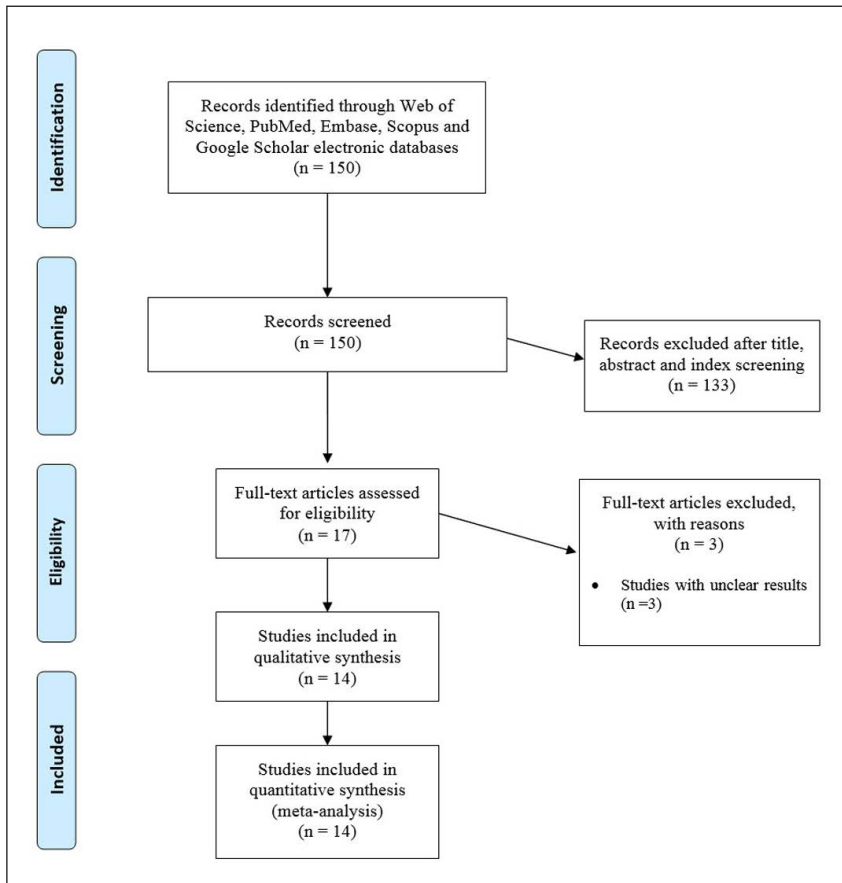 Identification
Records identified through Web of
Science, PubMed, Embase, Scopus and
Google Scholar electronic databases
(n = 150)
Screening
Records screened
(n = 150)
Records excluded after title,
abstract and index screening
(n = 133)
Eligibility
Full-text articles assessed
for eligibility
(n = 17)
Full-text articles excluded,
with reasons
(n = 3)
• Studies with unclear results
(n =3)
Studies included in
qualitative synthesis
(n = 14)
Included
Studies included in
quantitative synthesis
(meta-analysis)
(n = 14)